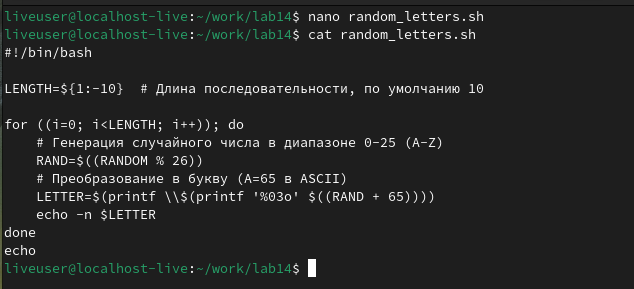 liveuser@localhost-live:~/work/lab14$ nano random_letters.sh
liveuser@localhost-live:~/work/lab14$ cat random_letters.sh
#!/bin/bash

LENGTH=${1:-10}  # Длина последовательности, по умолчанию 10

for ((i=0; i<LENGTH; i++)); do
    # Генерация случайного числа в диапазоне 0-25 (A-Z)
    RAND=$((RANDOM % 26))
    # Преобразование в букву (A=65 в ASCII)
    LETTER=$(printf \\$(printf '%03o' $((RAND + 65))))
    echo -n $LETTER
done
echo
liveuser@localhost-live:~/work/lab14$